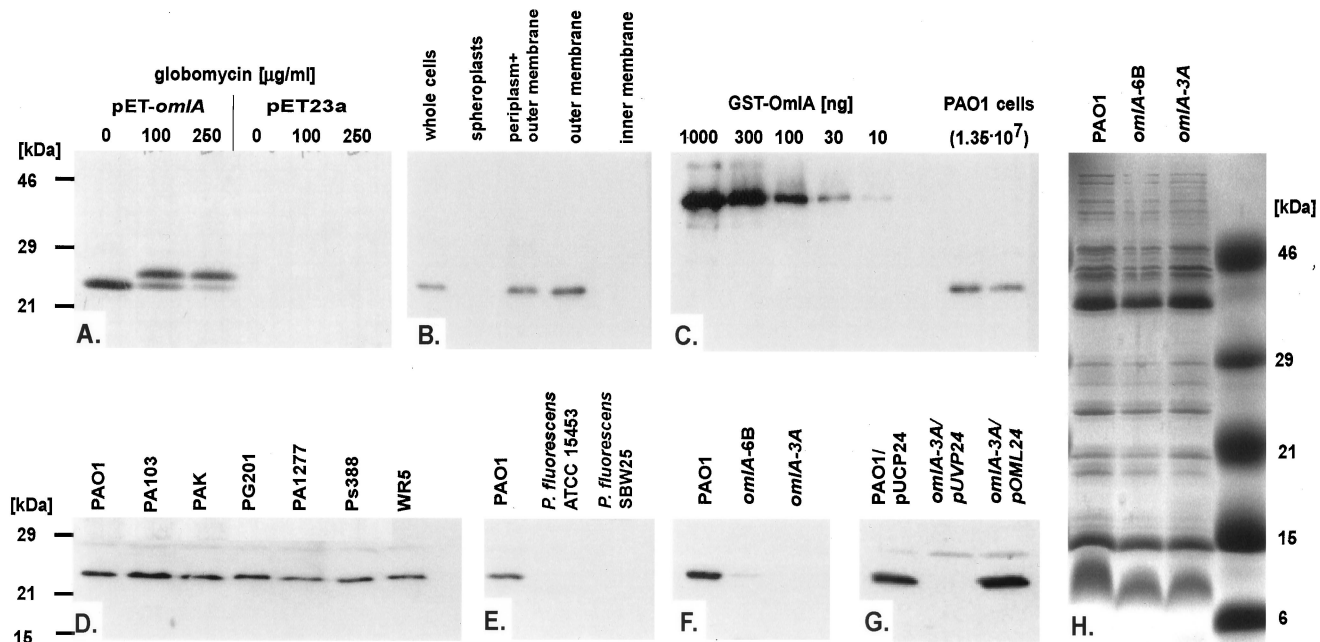 globomycin [µg/ml]
pET-omlA pET23a
0 100 250 0 100 250
[kDa]
46
29
21
A.
whole cells
spheroplasts
periplasm+
outer membrane
outer membrane
inner membrane
B.
GST-OmlA [ng] PAO1 cells
1000 300 100 30 10 (1.35·10⁷)
C.
PAO1
omlA-6B
omlA-3A
[kDa]
46
29
21
15
6
H.
[kDa]
29
21
15
PAO1
PA103
PAK
PG201
PA1277
Ps388
WR5
D.
PAO1
P. fluorescens
ATCC 15453
P. fluorescens
SBW25
E.
PAO1
omlA-6B
omlA-3A
F.
PAO1/
pUCP24
omlA-3A/
pUVP24
omlA-3A/
pOML24
G.